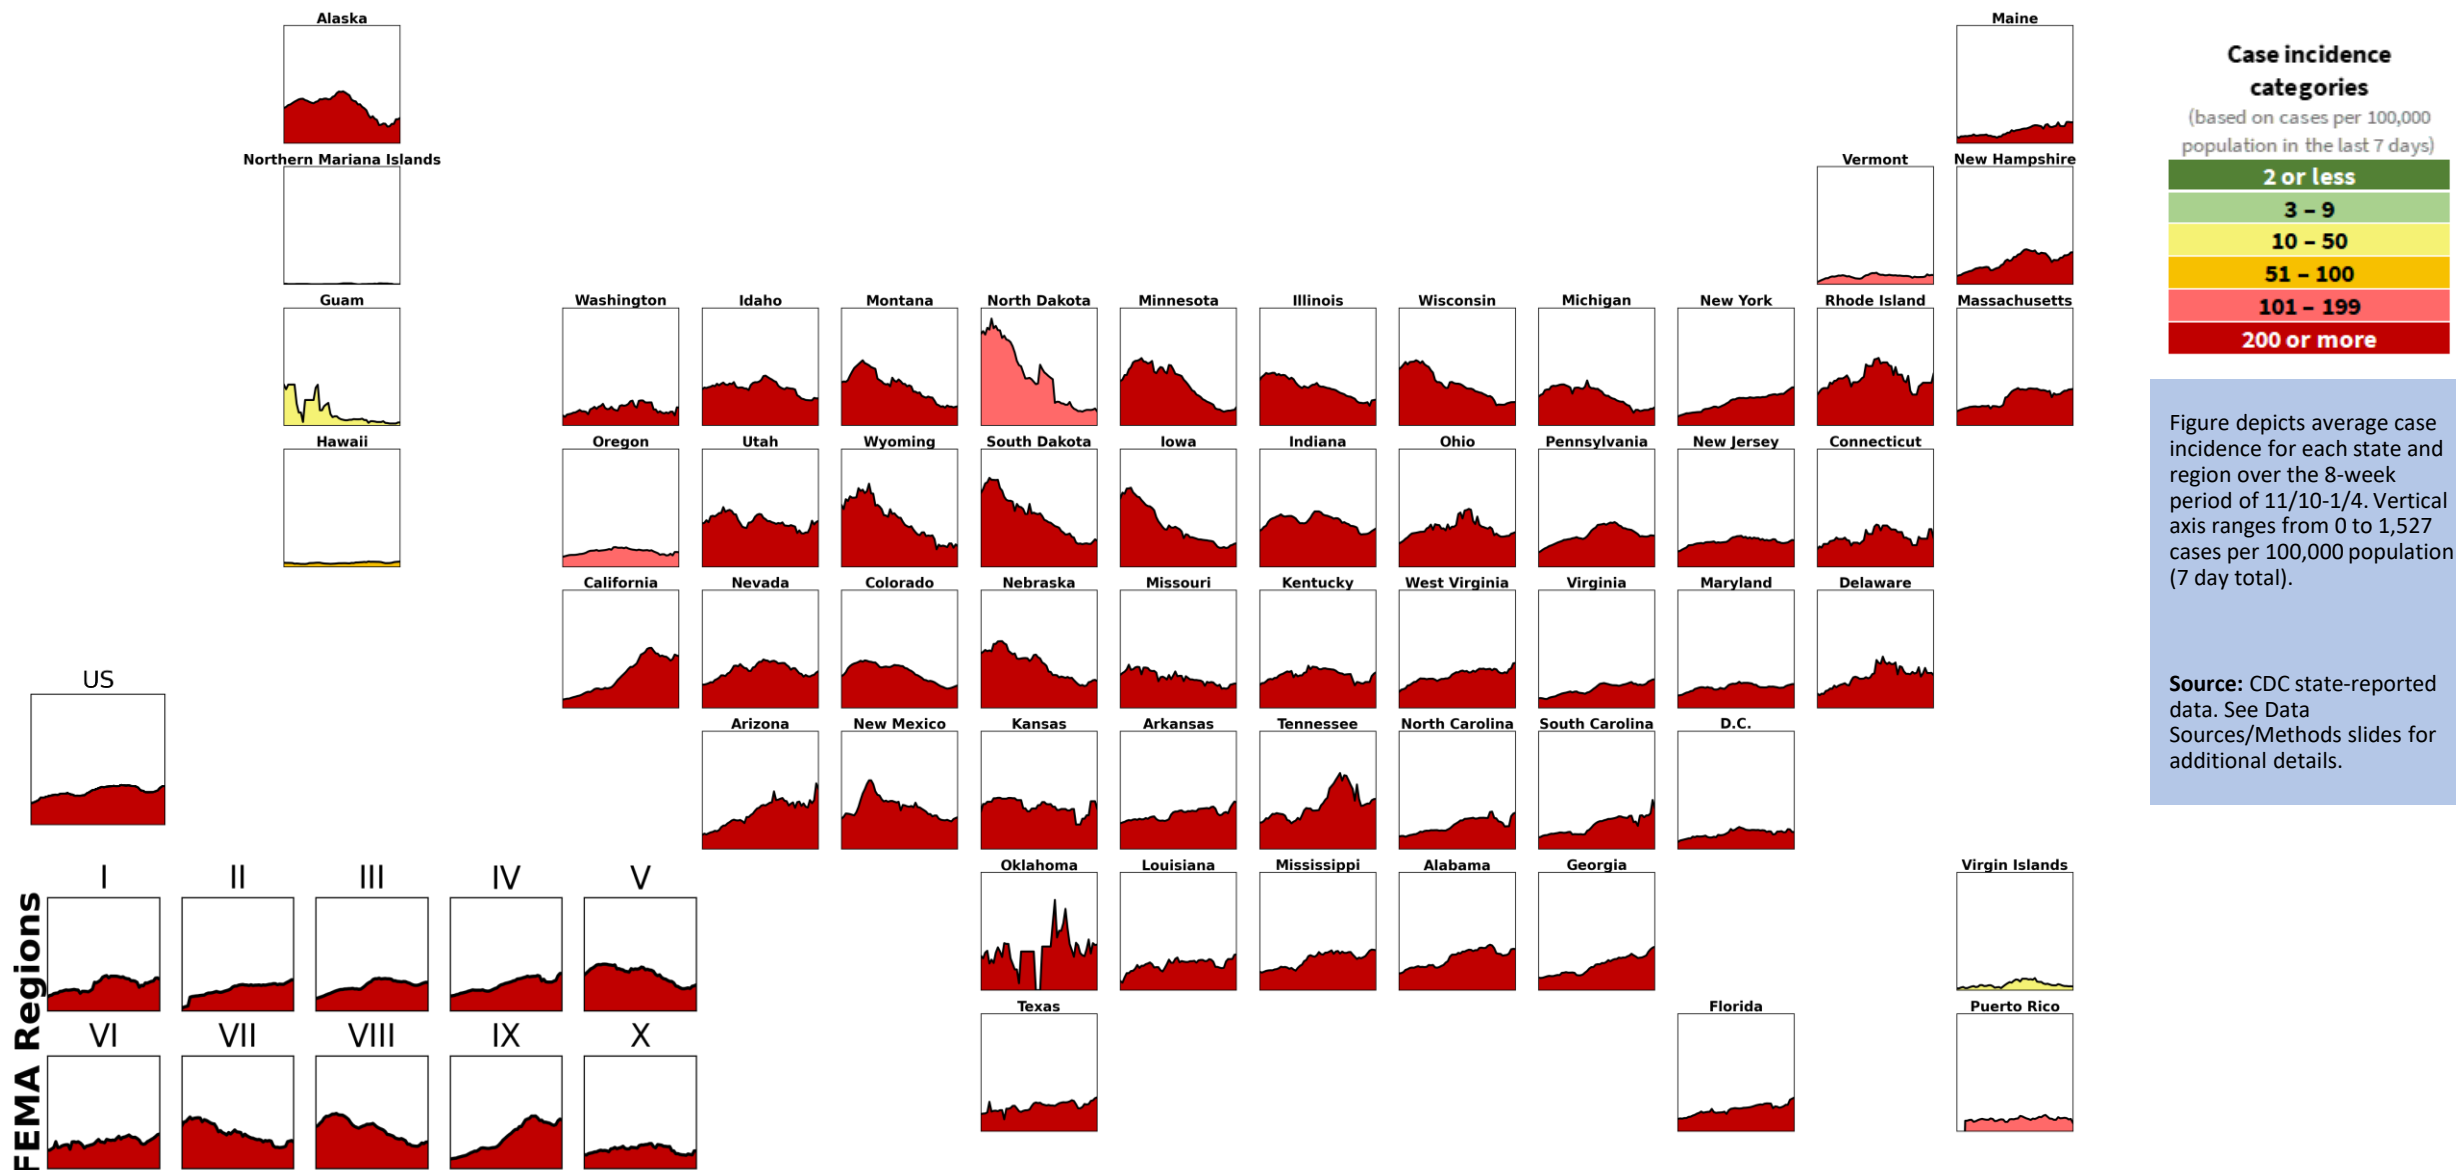 Alaska
Maine
Northern Mariana Islands
Vermont
New Hampshire
Guam
Washington
Idaho
Montana
North Dakota
Minnesota
Illinois
Wisconsin
Michigan
New York
Rhode Island
Massachusetts
Hawaii
Oregon
Utah
Wyoming
South Dakota
Iowa
Indiana
Ohio
Pennsylvania
New Jersey
Connecticut
California
Nevada
Colorado
Nebraska
Missouri
Kentucky
West Virginia
Virginia
Maryland
Delaware
US
Arizona
New Mexico
Kansas
Arkansas
Tennessee
North Carolina
South Carolina
D.C.
Oklahoma
Louisiana
Mississippi
Alabama
Georgia
Virgin Islands
Texas
Florida
Puerto Rico
FEMA Regions
I
II
III
IV
V
VI
VII
VIII
IX
X
Case incidence
categories
(based on cases per 100,000
population in the last 7 days)
2 or less
3 – 9
10 – 50
51 – 100
101 – 199
200 or more
Figure depicts average case
incidence for each state and
region over the 8-week
period of 11/10-1/4. Vertical
axis ranges from 0 to 1,527
cases per 100,000 population
(7 day total).
Source: CDC state-reported
data. See Data
Sources/Methods slides for
additional details.